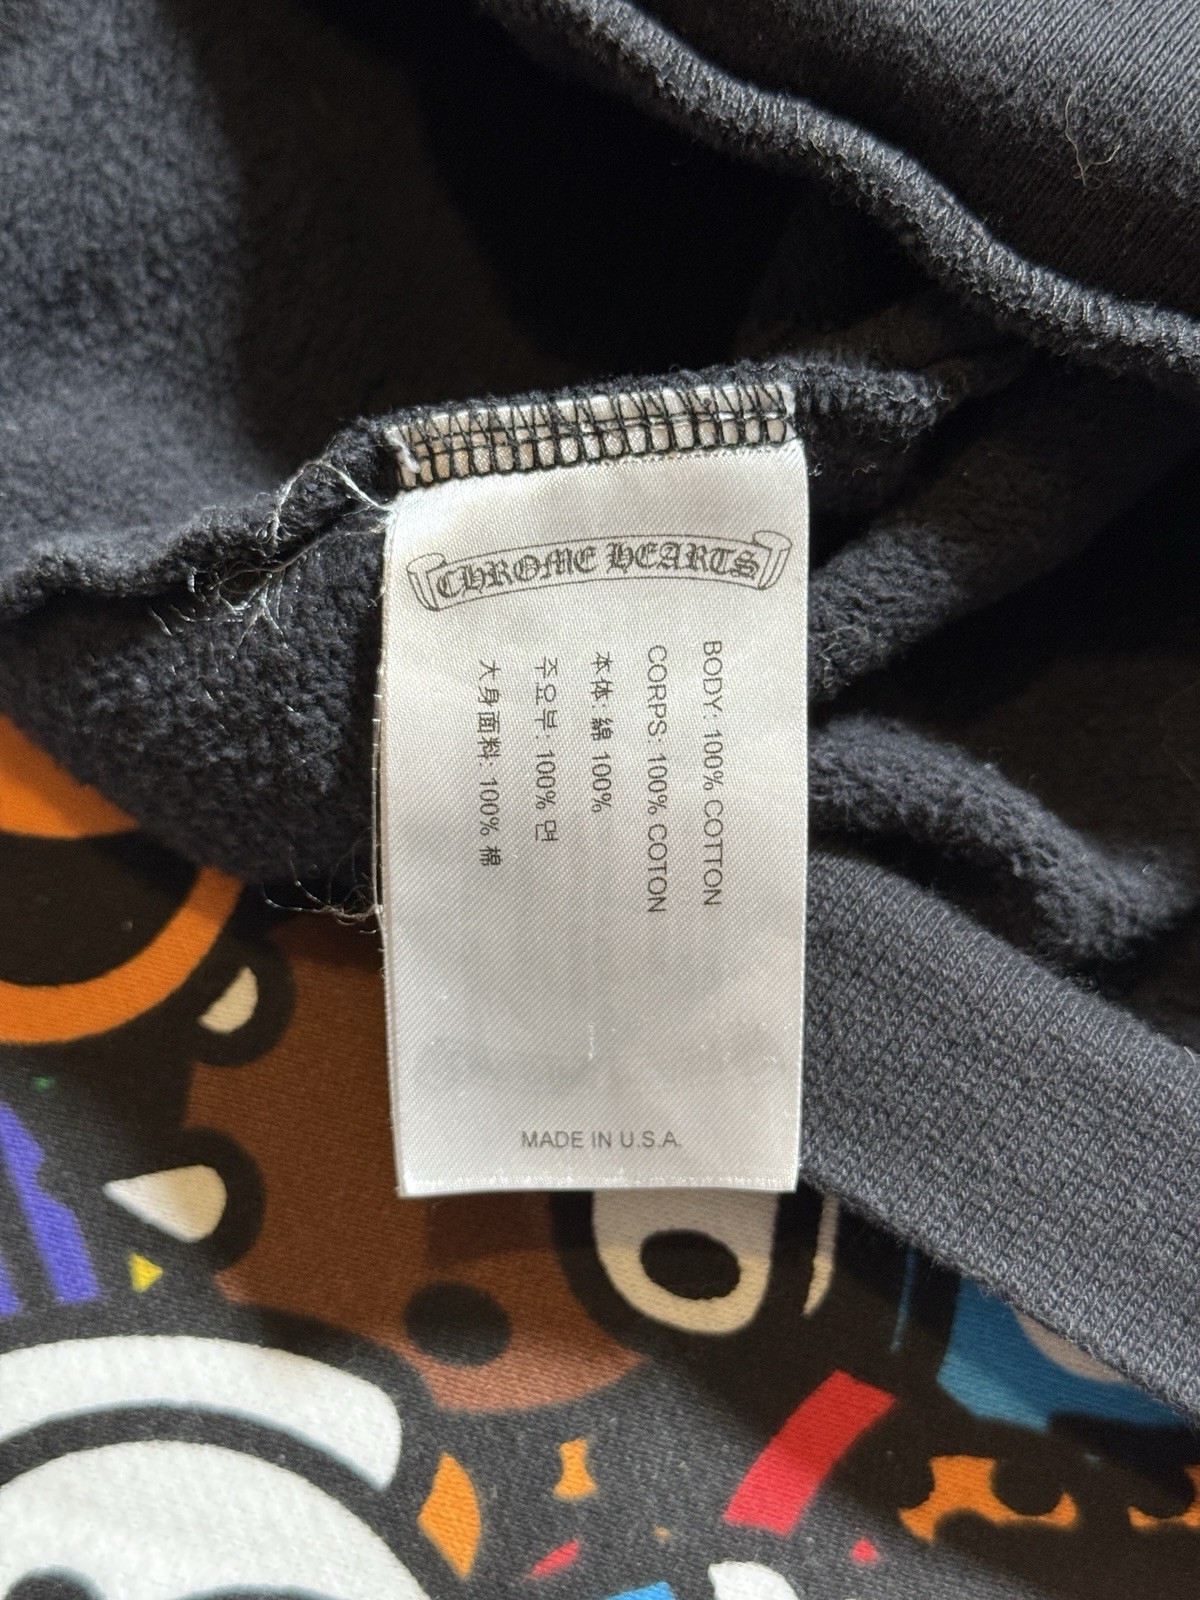 CHROME HEARTS
BODY: 100% COTTON
CORPS: 100% COTON
本体: 綿 100%
주요부: 100% 면
大身面料: 100% 棉
MADE IN U.S.A.